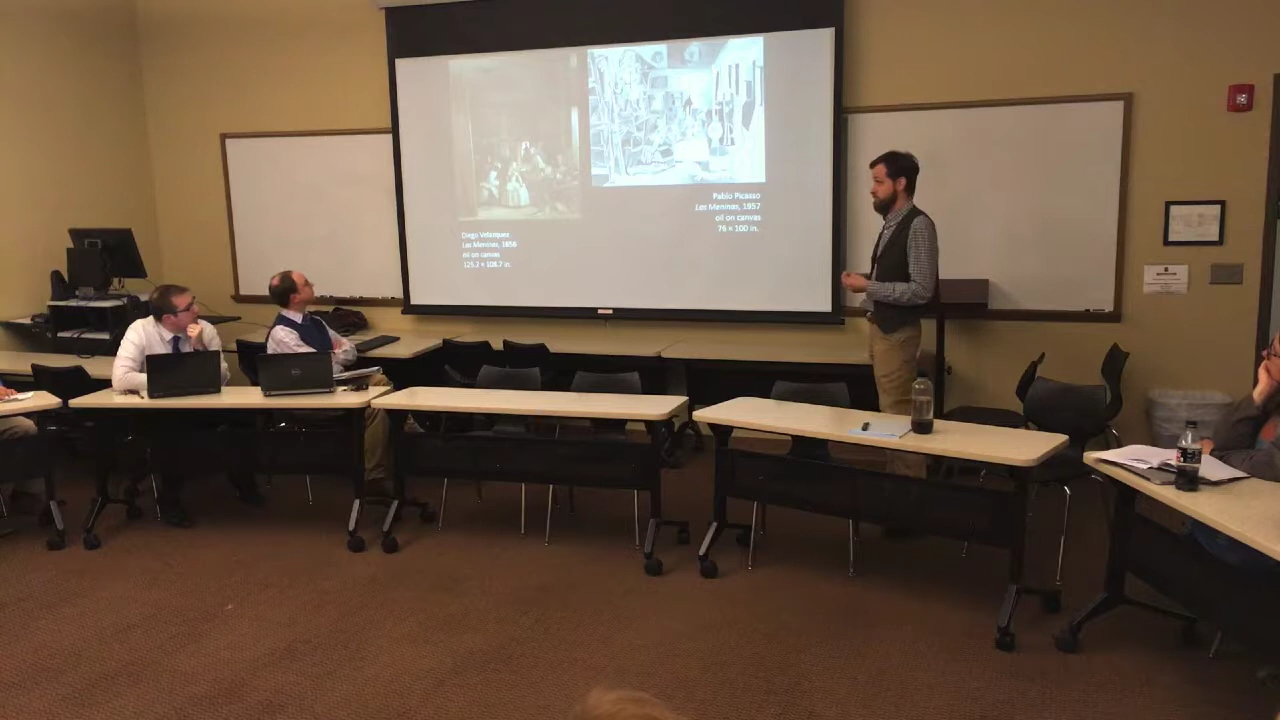 Diego Velazquez
Las Meninas, 1656
oil on canvas
125.2 × 108.7 in.
Pablo Picasso
Las Meninas, 1957
oil on canvas
76 × 100 in.